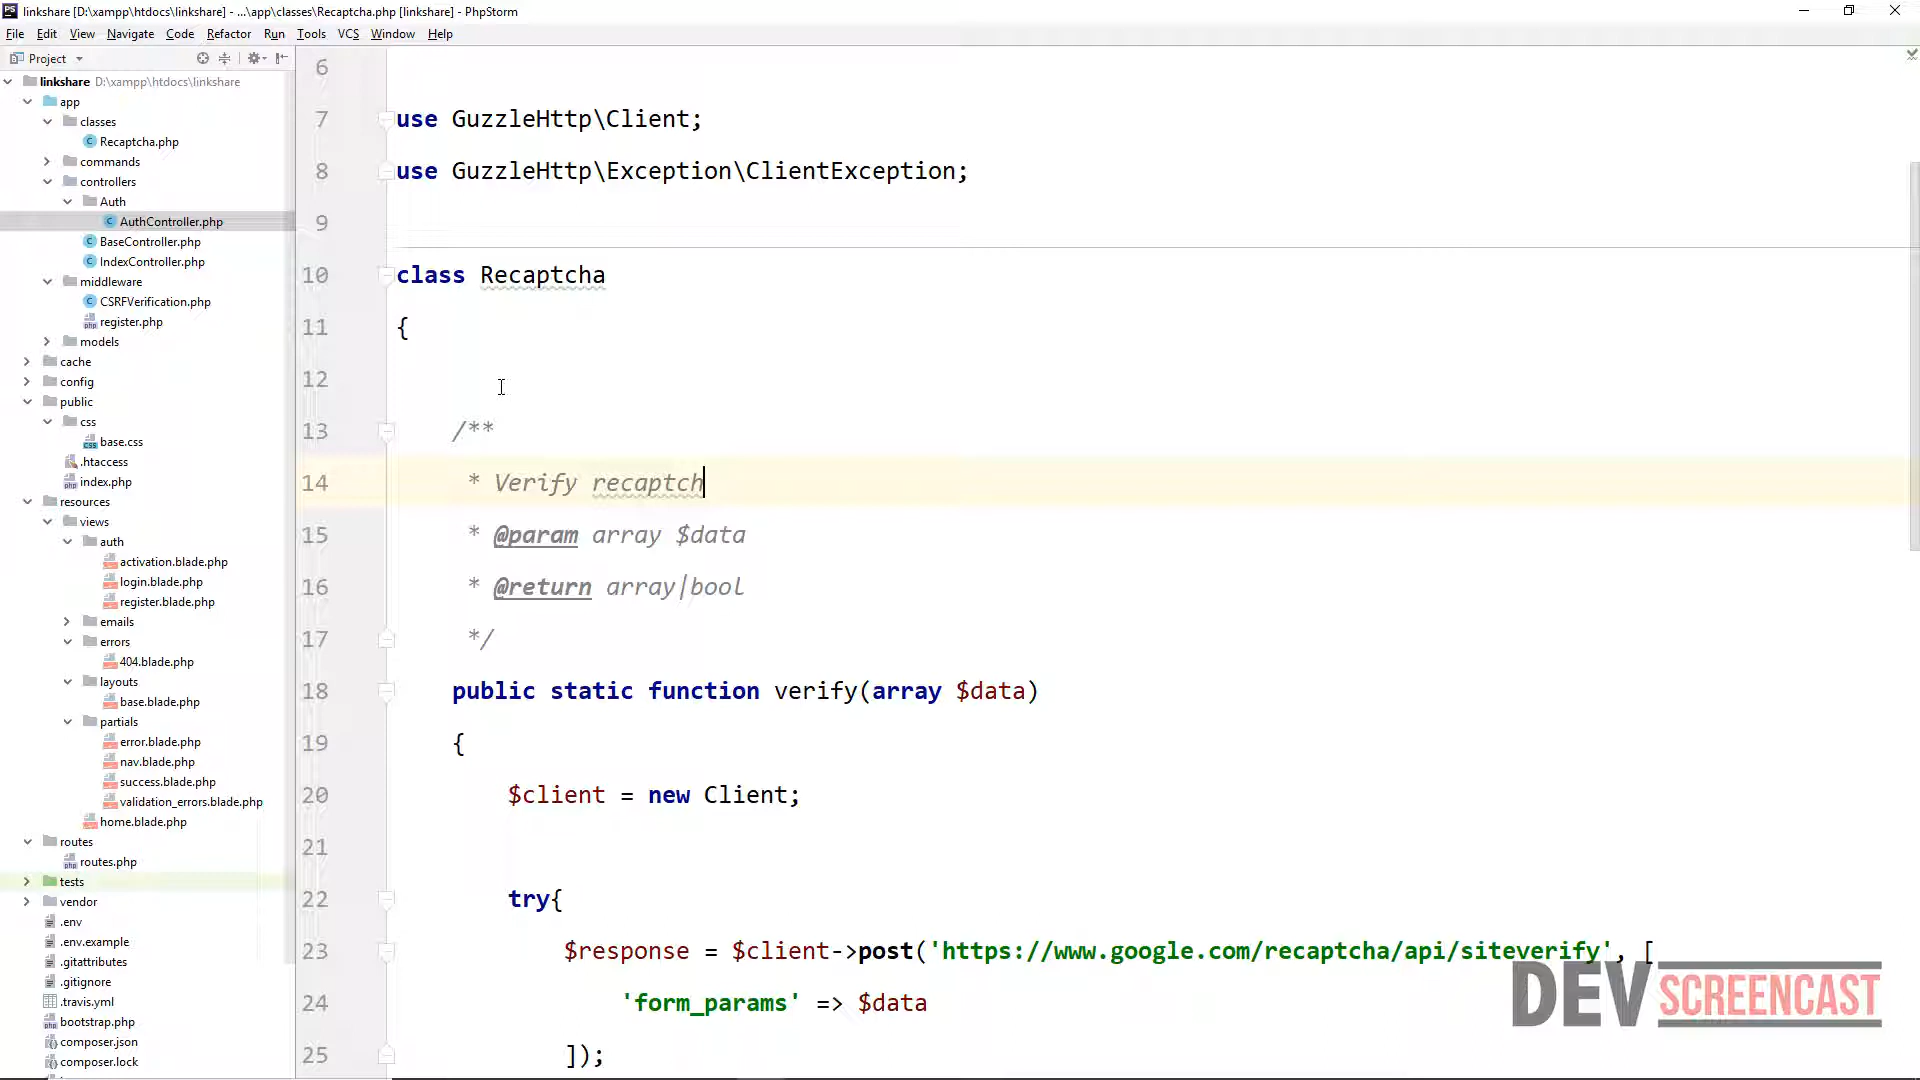 linkshare [D:\xampp\htdocs\linkshare] - ...\app\classes\Recaptcha.php [linkshare] - PhpStorm
File Edit View Navigate Code Refactor Run Tools VCS Window Help
Project
linkshare D:\xampp\htdocs\linkshare
app
classes
Recaptcha.php
commands
controllers
Auth
AuthController.php
BaseController.php
IndexController.php
middleware
CSRFVerification.php
register.php
models
cache
config
public
css
base.css
.htaccess
index.php
resources
views
auth
activation.blade.php
login.blade.php
register.blade.php
emails
errors
404.blade.php
layouts
base.blade.php
partials
error.blade.php
nav.blade.php
success.blade.php
validation_errors.blade.php
home.blade.php
routes
routes.php
tests
vendor
.env
.env.example
.gitattributes
.gitignore
.travis.yml
bootstrap.php
composer.json
composer.lock
6
7 use GuzzleHttp\Client;
8 use GuzzleHttp\Exception\ClientException;
9
10 class Recaptcha
11 {
12
13 /**
14 * Verify recaptch
15 * @param array $data
16 * @return array|bool
17 */
18 public static function verify(array $data)
19 {
20 $client = new Client;
21
22 try{
23 $response = $client->post('https://www.google.com/recaptcha/api/siteverify', [
24 'form_params' => $data
25 ]);
DEVSCREENCAST